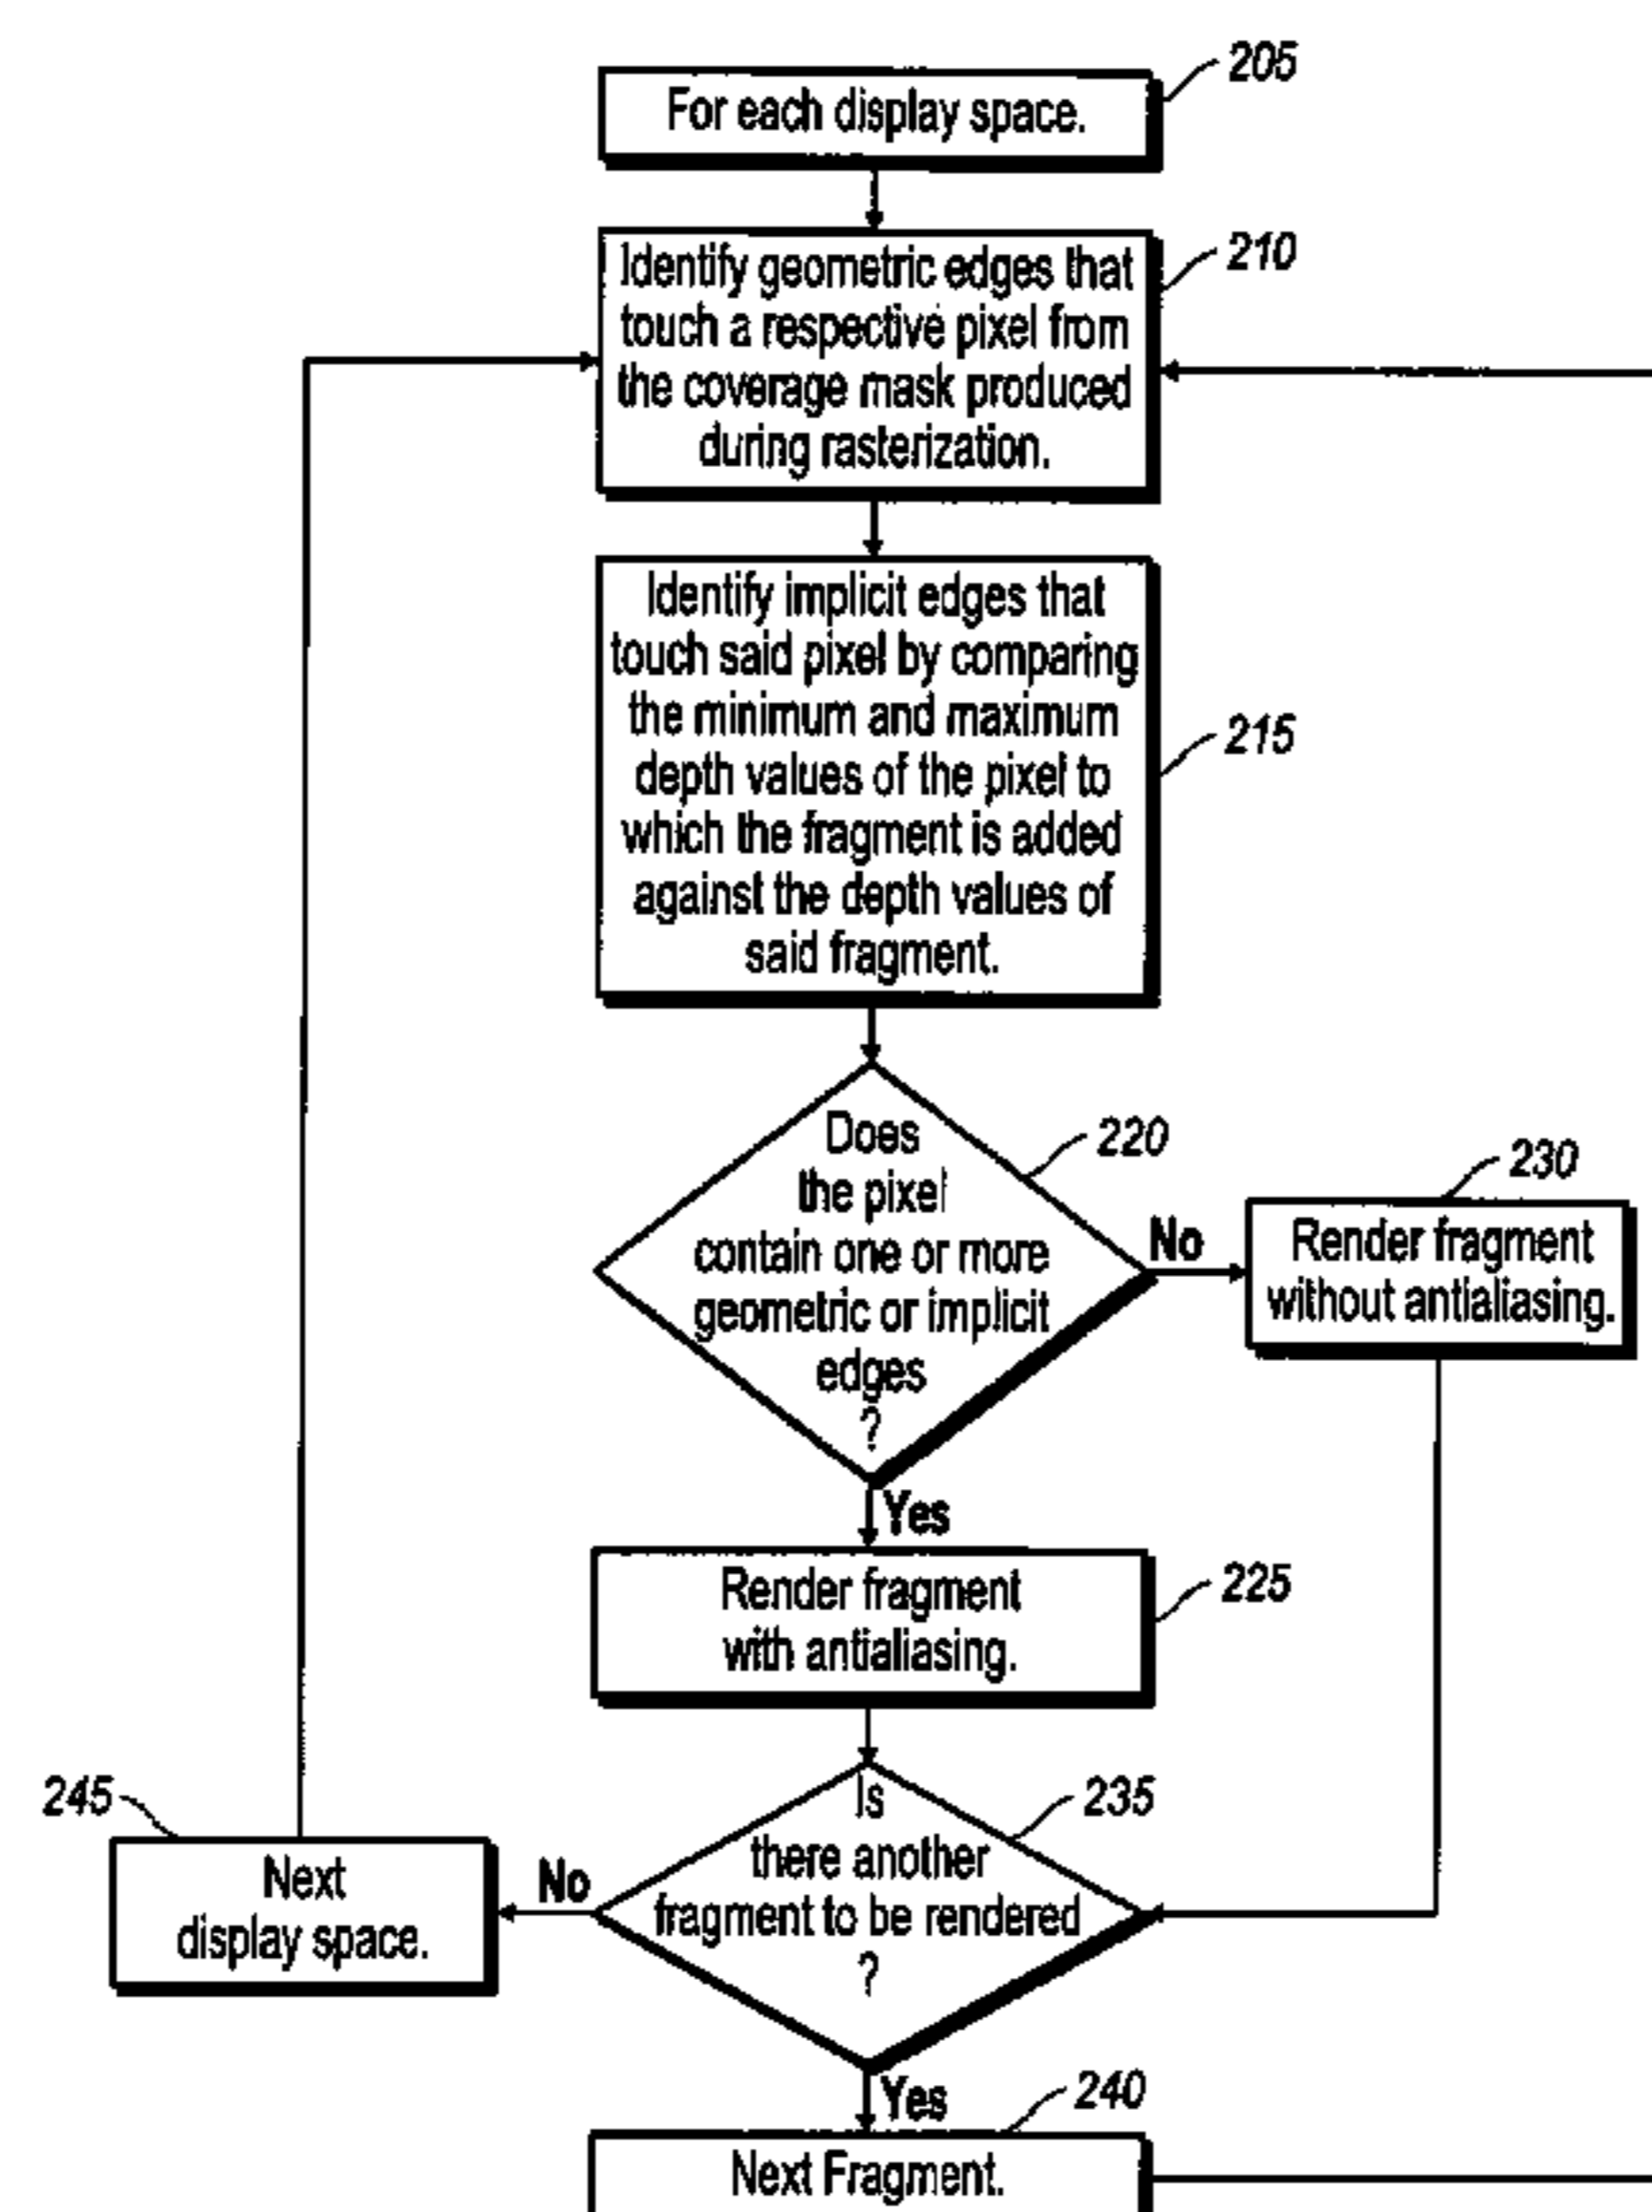 205
For each display space.
210
Identify geometric edges that
touch a respective pixel from
the coverage mask produced
during rasterization.
215
Identify implicit edges that
touch said pixel by comparing
the minimum and maximum
depth values of the pixel to
which the fragment is added
against the depth values of
said fragment.
220
Does
the pixel
contain one or more
geometric or implicit
edges
?
No
230
Render fragment
without antialiasing.
Yes
225
Render fragment
with antialiasing.
235
Is
there another
fragment to be rendered
?
No
245
Next
display space.
Yes
240
Next Fragment.